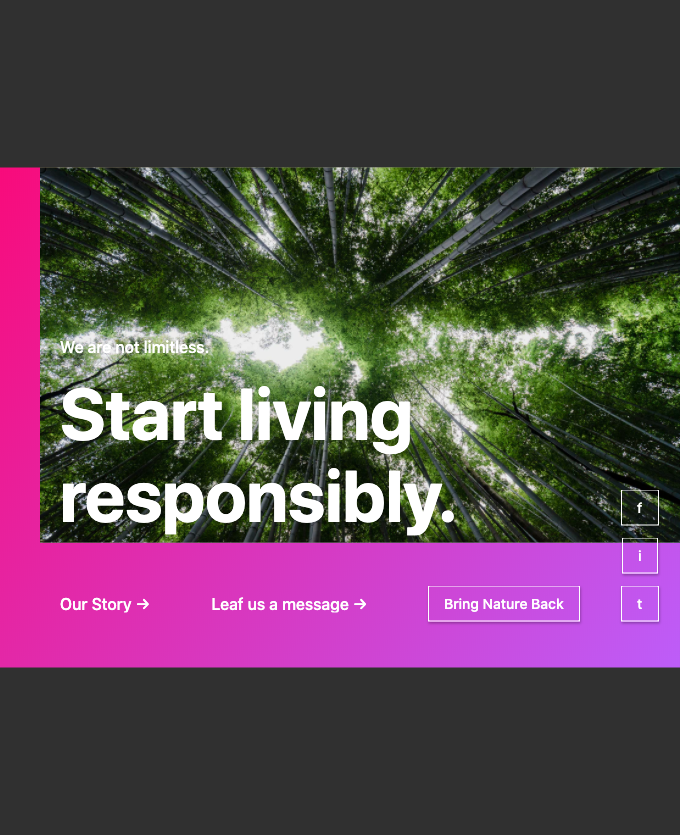 We are not limitless.
Start living
responsibly.
f
i
Our Story →
Leaf us a message →
Bring Nature Back
t